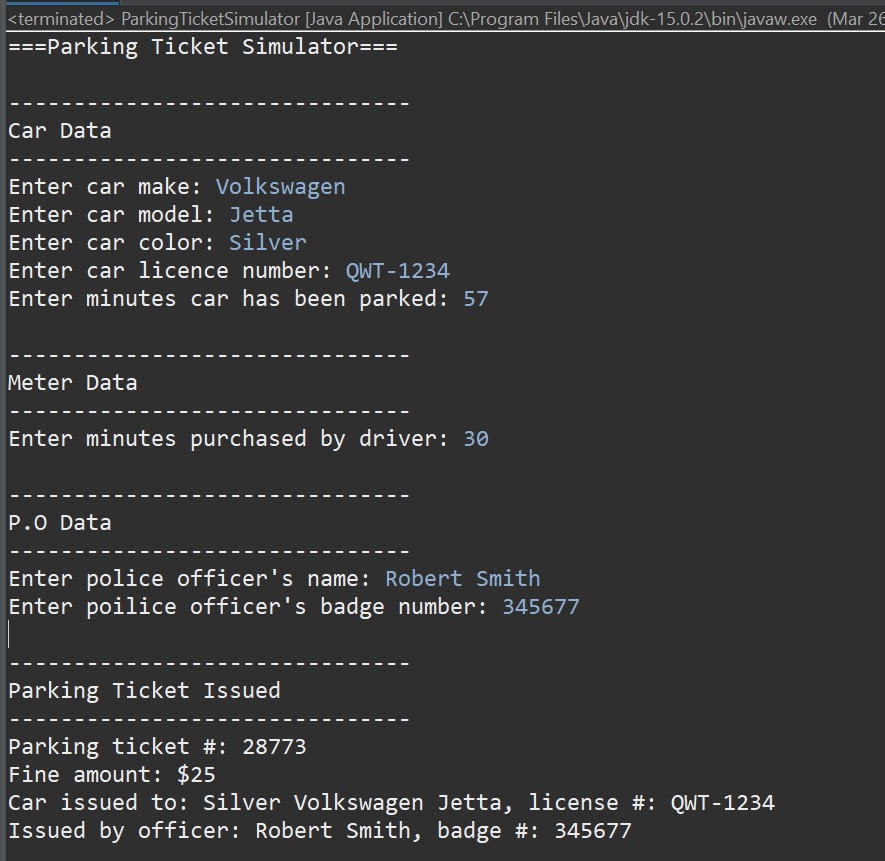 <terminated> ParkingTicketSimulator [Java Application] C:\Program Files\Java\jdk-15.0.2\bin\javaw.exe (Mar 26
===Parking Ticket Simulator===
-------------------------------
Car Data
-------------------------------
Enter car make: Volkswagen
Enter car model: Jetta
Enter car color: Silver
Enter car licence number: QWT-1234
Enter minutes car has been parked: 57
-------------------------------
Meter Data
-------------------------------
Enter minutes purchased by driver: 30
-------------------------------
P.O Data
-------------------------------
Enter police officer's name: Robert Smith
Enter poilice officer's badge number: 345677
-------------------------------
Parking Ticket Issued
-------------------------------
Parking ticket #: 28773
Fine amount: $25
Car issued to: Silver Volkswagen Jetta, license #: QWT-1234
Issued by officer: Robert Smith, badge #: 345677